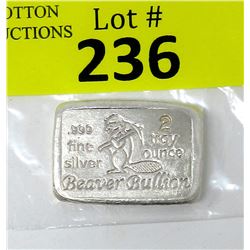 OTTON
UCTIONS
Lot #
236
.999
fine
silver
2
troy
ounce
Beaver Bullion